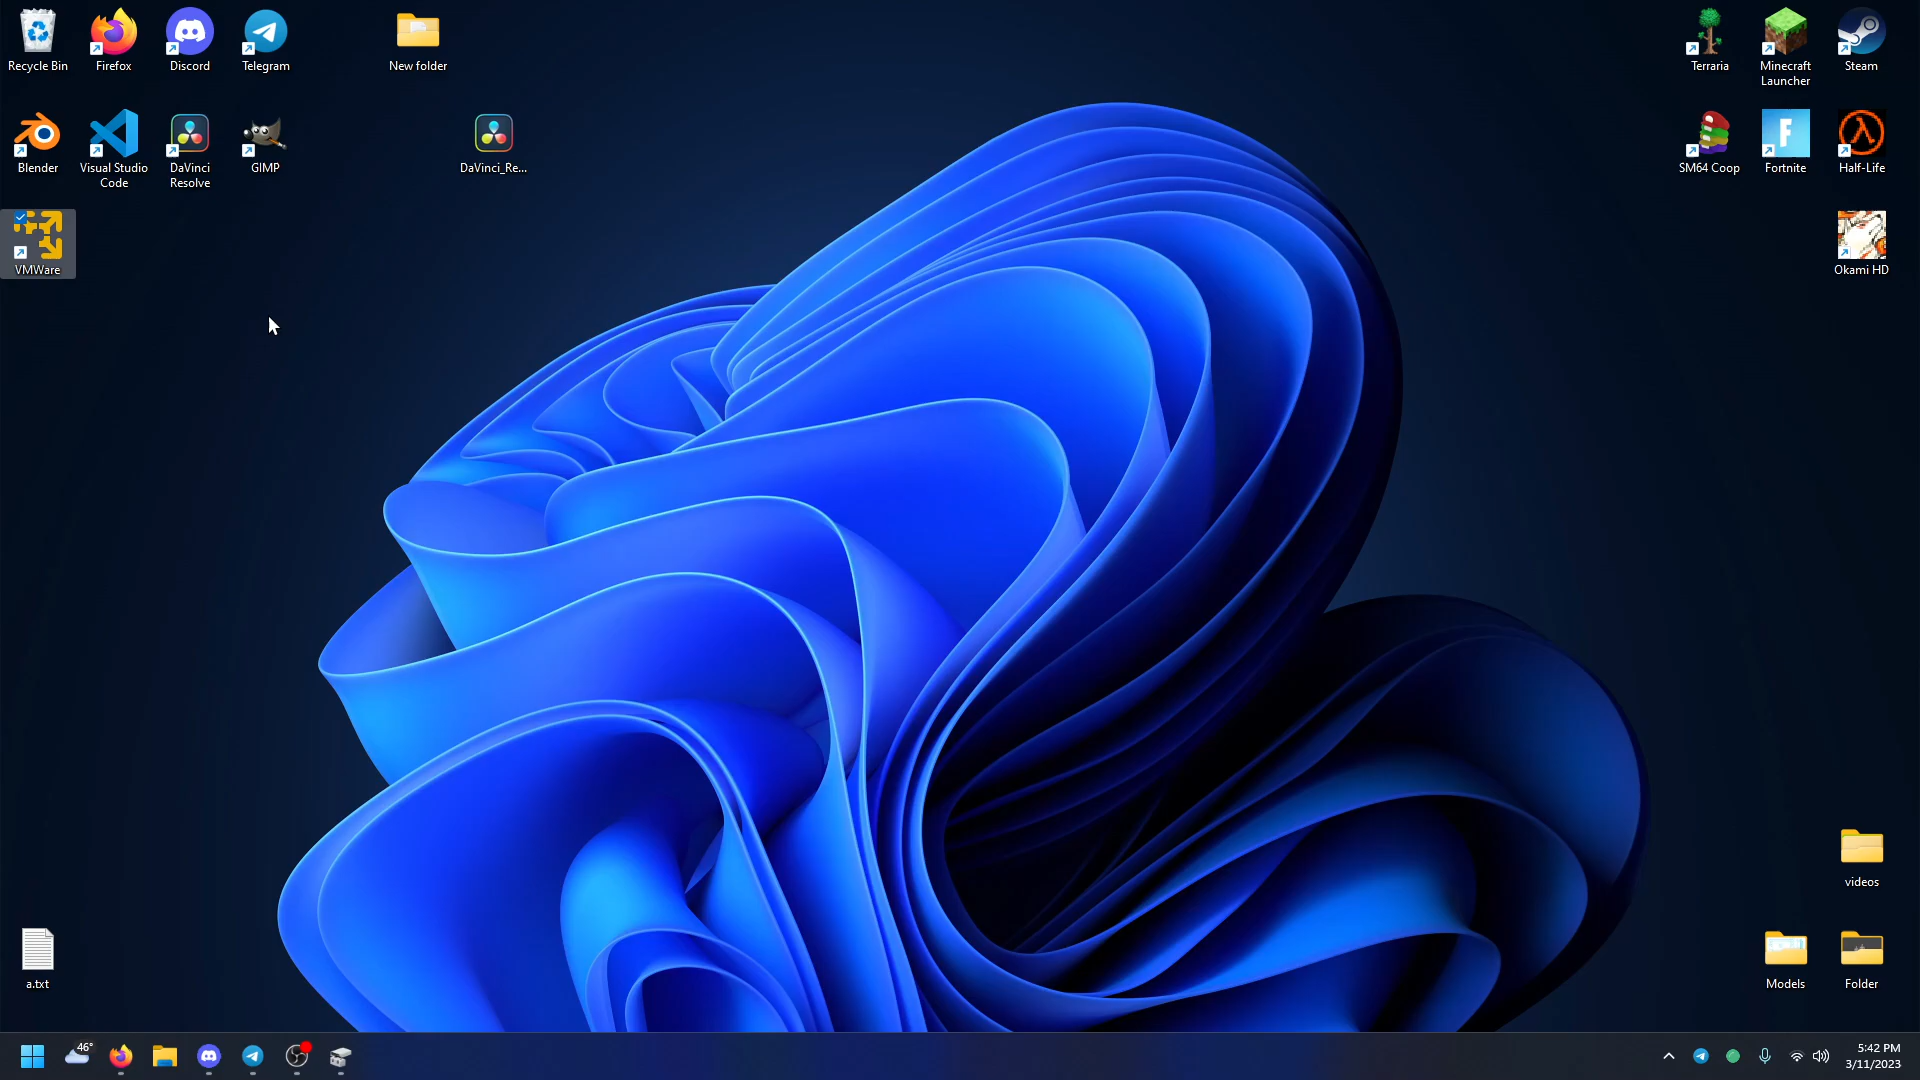 Recycle Bin
Firefox
Discord
Telegram
New folder
Terraria
Minecraft
Launcher
Steam
Blender
Visual Studio
Code
DaVinci
Resolve
GIMP
DaVinci_Re...
SM64 Coop
Fortnite
Half-Life
VMWare
Okami HD
videos
a.txt
Models
Folder
46°
5:42 PM
3/11/2023